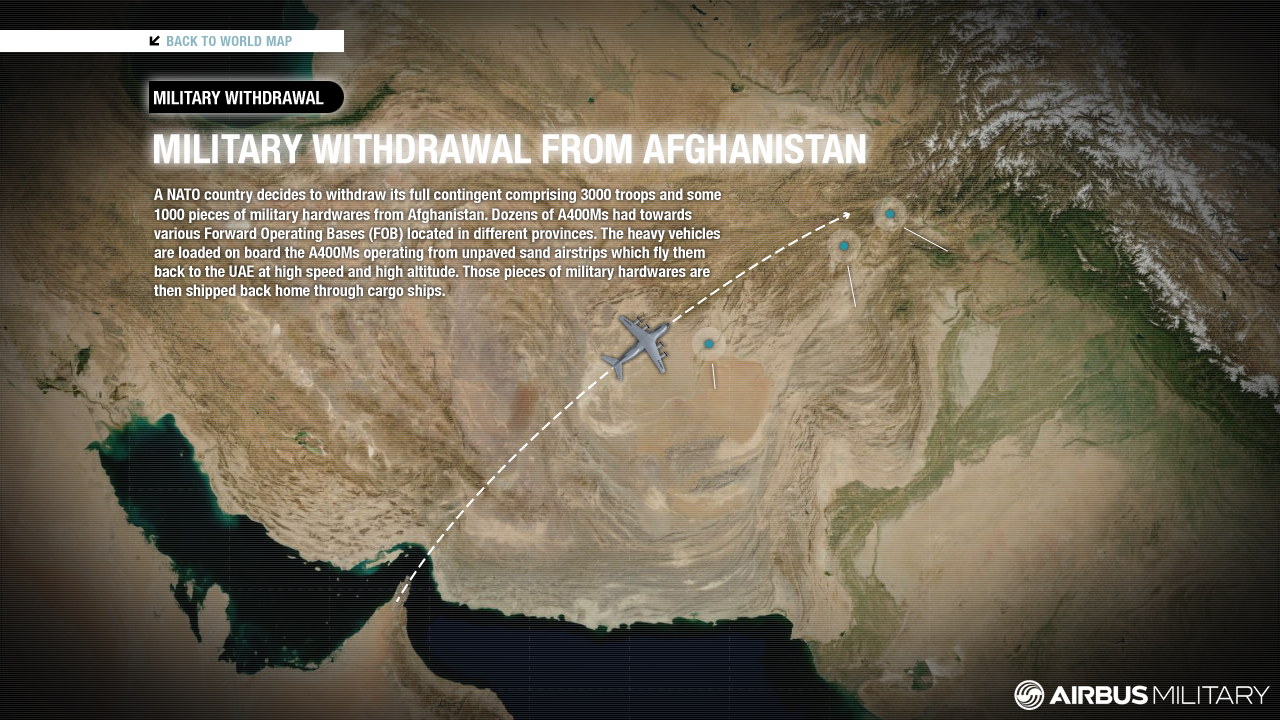 BACK TO WORLD MAP
MILITARY WITHDRAWAL
MILITARY WITHDRAWAL FROM AFGHANISTAN
A NATO country decides to withdraw its full contingent comprising 3000 troops and some
1000 pieces of military hardwares from Afghanistan. Dozens of A400Ms had towards
various Forward Operating Bases (FOB) located in different provinces. The heavy vehicles
are loaded on board the A400Ms operating from unpaved sand airstrips which fly them
back to the UAE at high speed and high altitude. Those pieces of military hardwares are
then shipped back home through cargo ships.
AIRBUS MILITARY